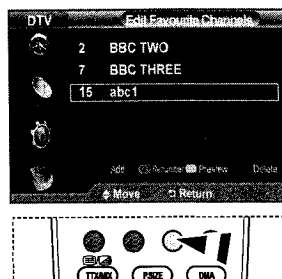 DTV Edit Favourite Channels
2 BBC TWO
7 BBC THREE
15 abc1
Add Renumber Preview Delete
Move Return
TTX/MIX P.SIZE DMA